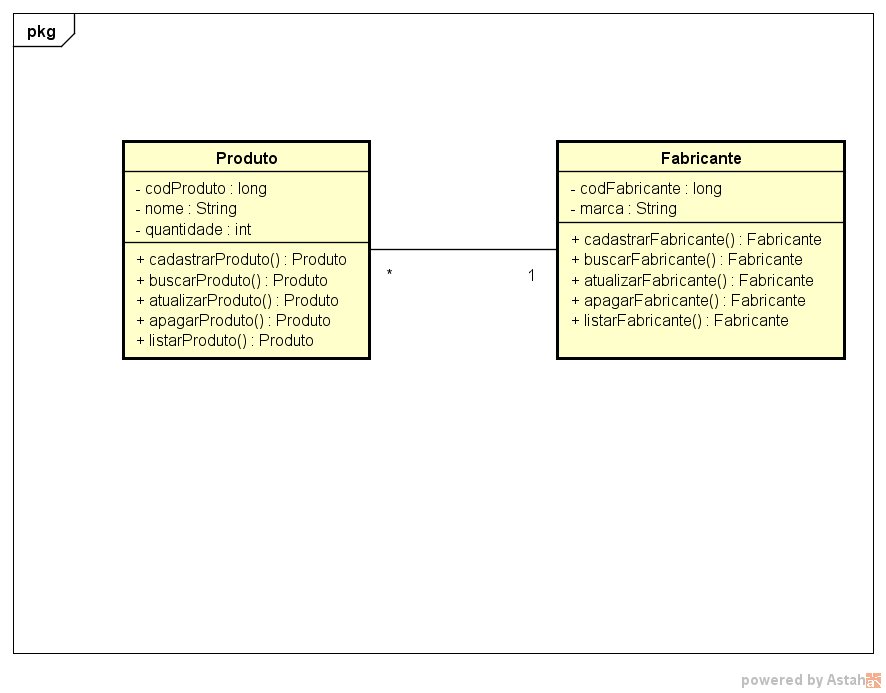 pkg
Produto
- codProduto : long
- nome : String
- quantidade : int
+ cadastrarProduto() : Produto
+ buscarProduto() : Produto
+ atualizarProduto() : Produto
+ apagarProduto() : Produto
+ listarProduto() : Produto
* 1
Fabricante
- codFabricante : long
- marca : String
+ cadastrarFabricante() : Fabricante
+ buscarFabricante() : Fabricante
+ atualizarFabricante() : Fabricante
+ apagarFabricante() : Fabricante
+ listarFabricante() : Fabricante
powered by Astah